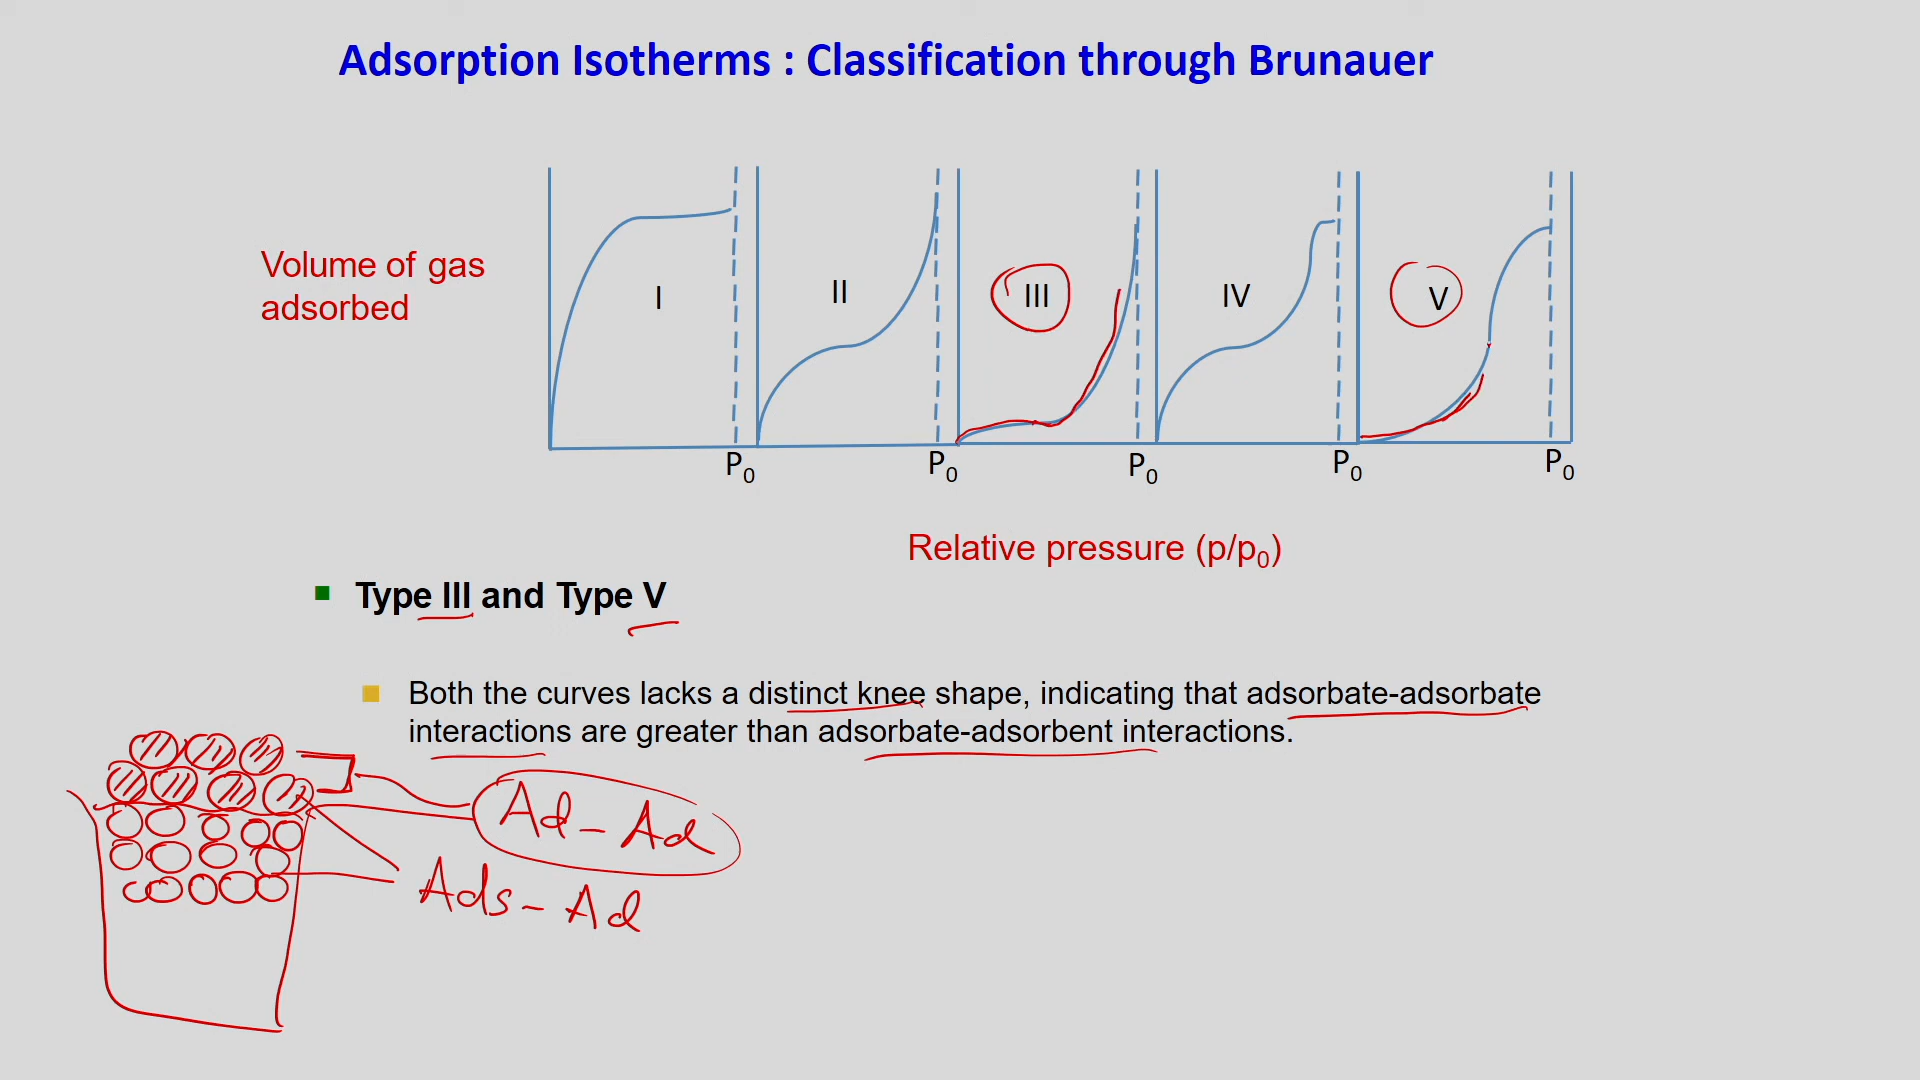 Adsorption Isotherms : Classification through Brunauer
Volume of gas
adsorbed
I
II
III
IV
V
P0
P0
P0
P0
P0
Relative pressure (p/p0)
Type III and Type V
Both the curves lacks a distinct knee shape, indicating that adsorbate-adsorbate
interactions are greater than adsorbate-adsorbent interactions.
Ad - Ad
Ads - Ad